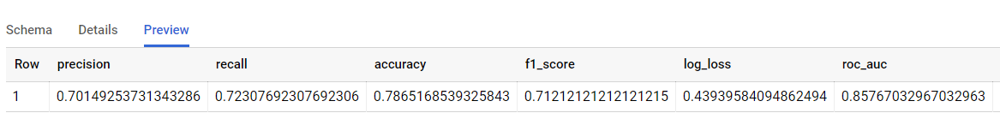 Schema Details Preview
Row precision recall accuracy f1_score log_loss roc_auc
1 0.70149253731343286 0.72307692307692306 0.7865168539325843 0.71212121212121215 0.43939584094862494 0.85767032967032963